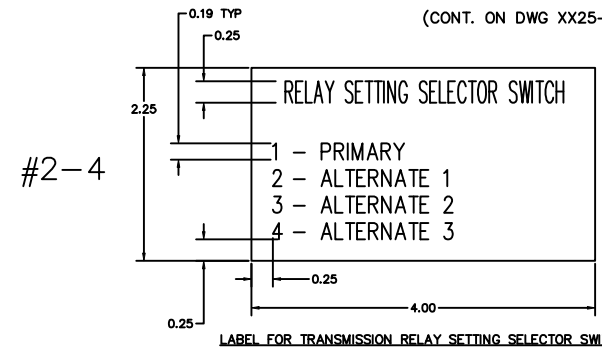 0.19 TYP
(CONT. ON DWG XX25-
0.25
RELAY SETTING SELECTOR SWITCH
2.25
#2-4
1 - PRIMARY
2 - ALTERNATE 1
3 - ALTERNATE 2
4 - ALTERNATE 3
0.25
4.00
0.25
LABEL FOR TRANSMISSION RELAY SETTING SELECTOR SWI